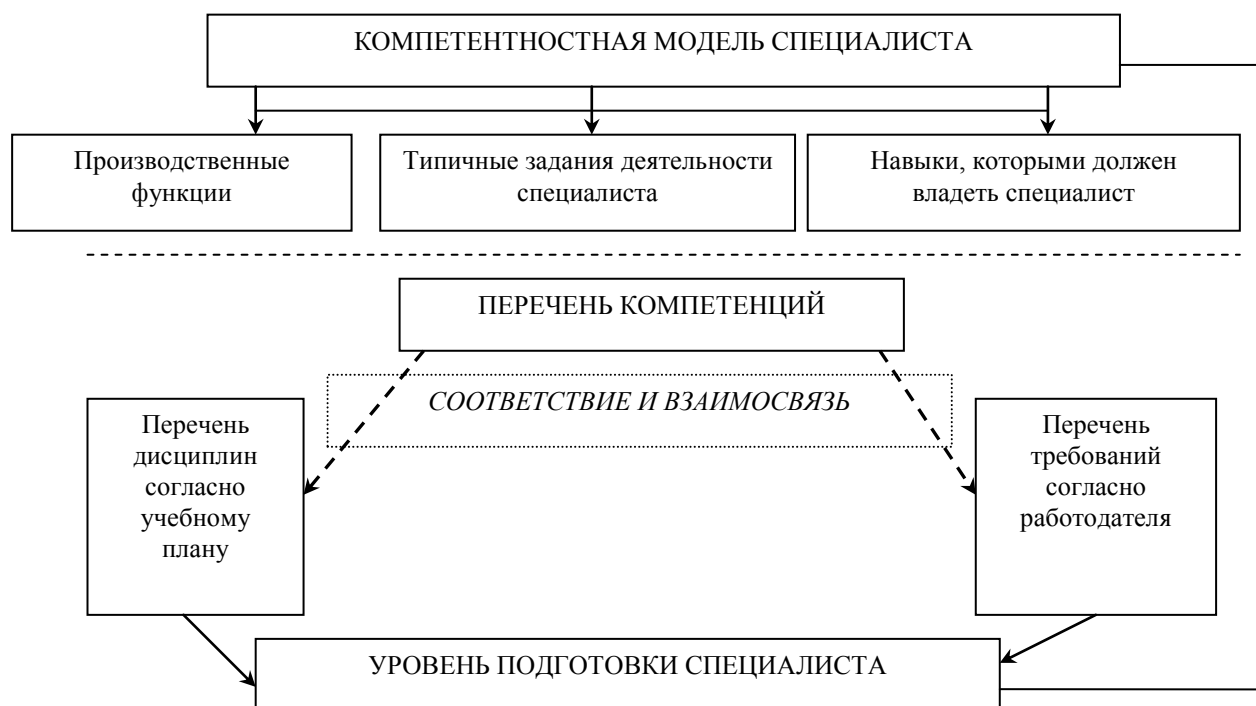 КОМПЕТЕНТНОСТНАЯ МОДЕЛЬ СПЕЦИАЛИСТА
Производственные
функции
Типичные задания деятельности
специалиста
Навыки, которыми должен
владеть специалист
ПЕРЕЧЕНЬ КОМПЕТЕНЦИЙ
СООТВЕТСТВИЕ И ВЗАИМОСВЯЗЬ
Перечень
дисциплин
согласно
учебному
плану
Перечень
требований
согласно
работодателя
УРОВЕНЬ ПОДГОТОВКИ СПЕЦИАЛИСТА